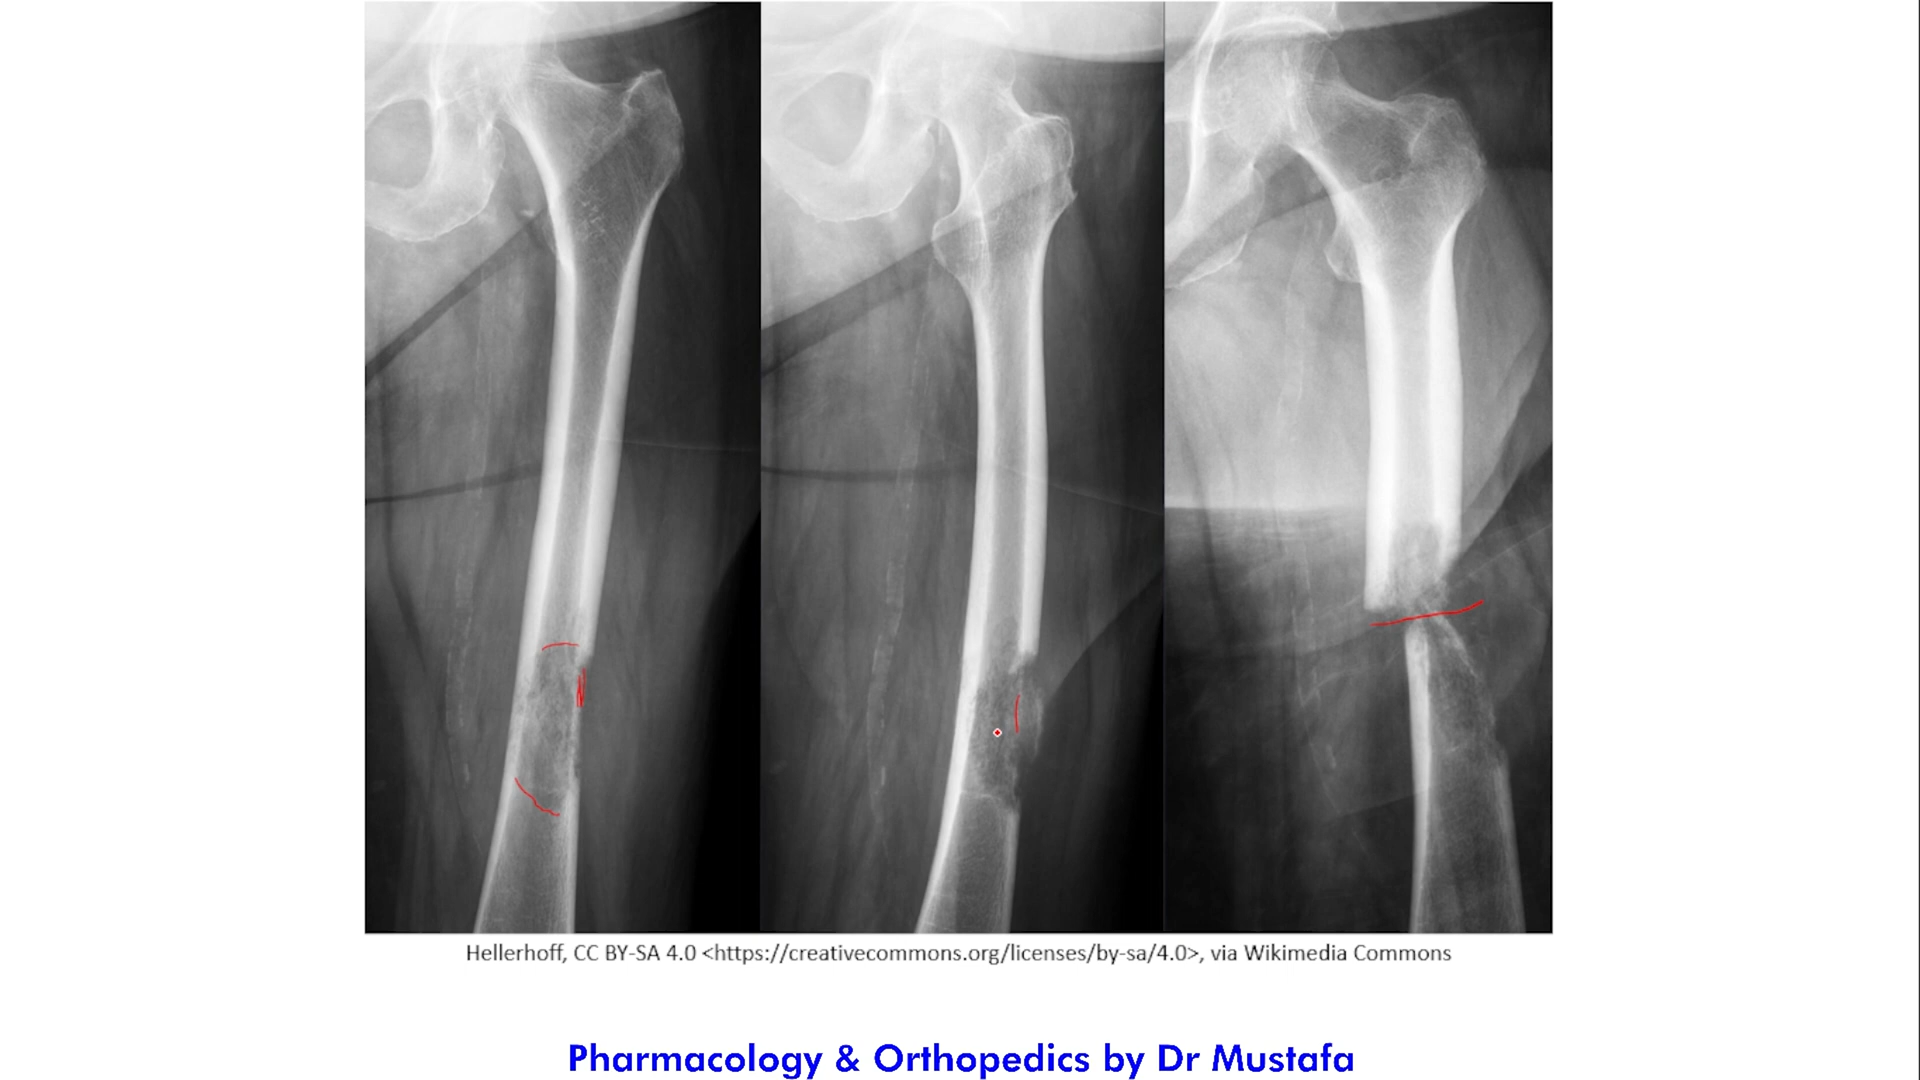 Hellerhoff, CC BY-SA 4.0 <https://creativecommons.org/licenses/by-sa/4.0>, via Wikimedia Commons
Pharmacology & Orthopedics by Dr Mustafa